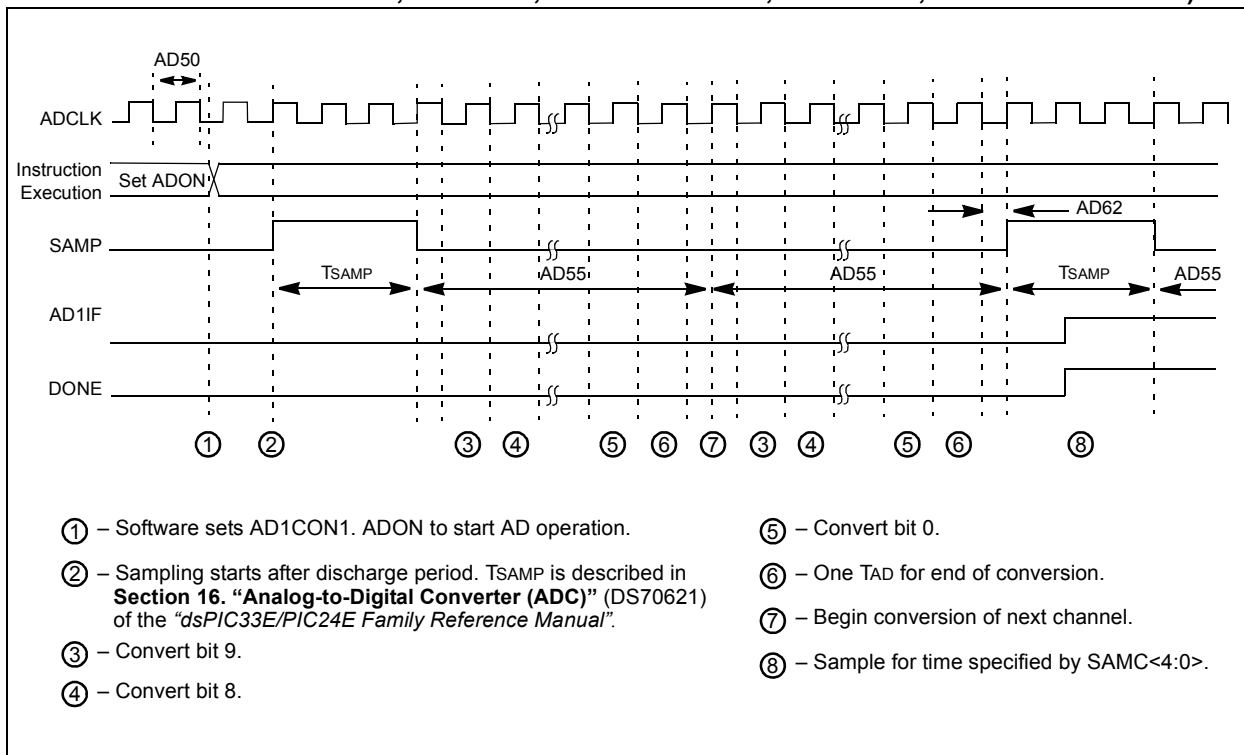 AD50
ADCLK
Instruction
Execution
Set ADON
AD62
SAMP
TSAMP
AD55
AD55
TSAMP
AD55
AD1IF
DONE
1 2 3 4 5 6 7 3 4 5 6 8
1 – Software sets AD1CON1. ADON to start AD operation.
2 – Sampling starts after discharge period. TSAMP is described in
Section 16. “Analog-to-Digital Converter (ADC)” (DS70621)
of the “dsPIC33E/PIC24E Family Reference Manual”.
3 – Convert bit 9.
4 – Convert bit 8.
5 – Convert bit 0.
6 – One TAD for end of conversion.
7 – Begin conversion of next channel.
8 – Sample for time specified by SAMC<4:0>.